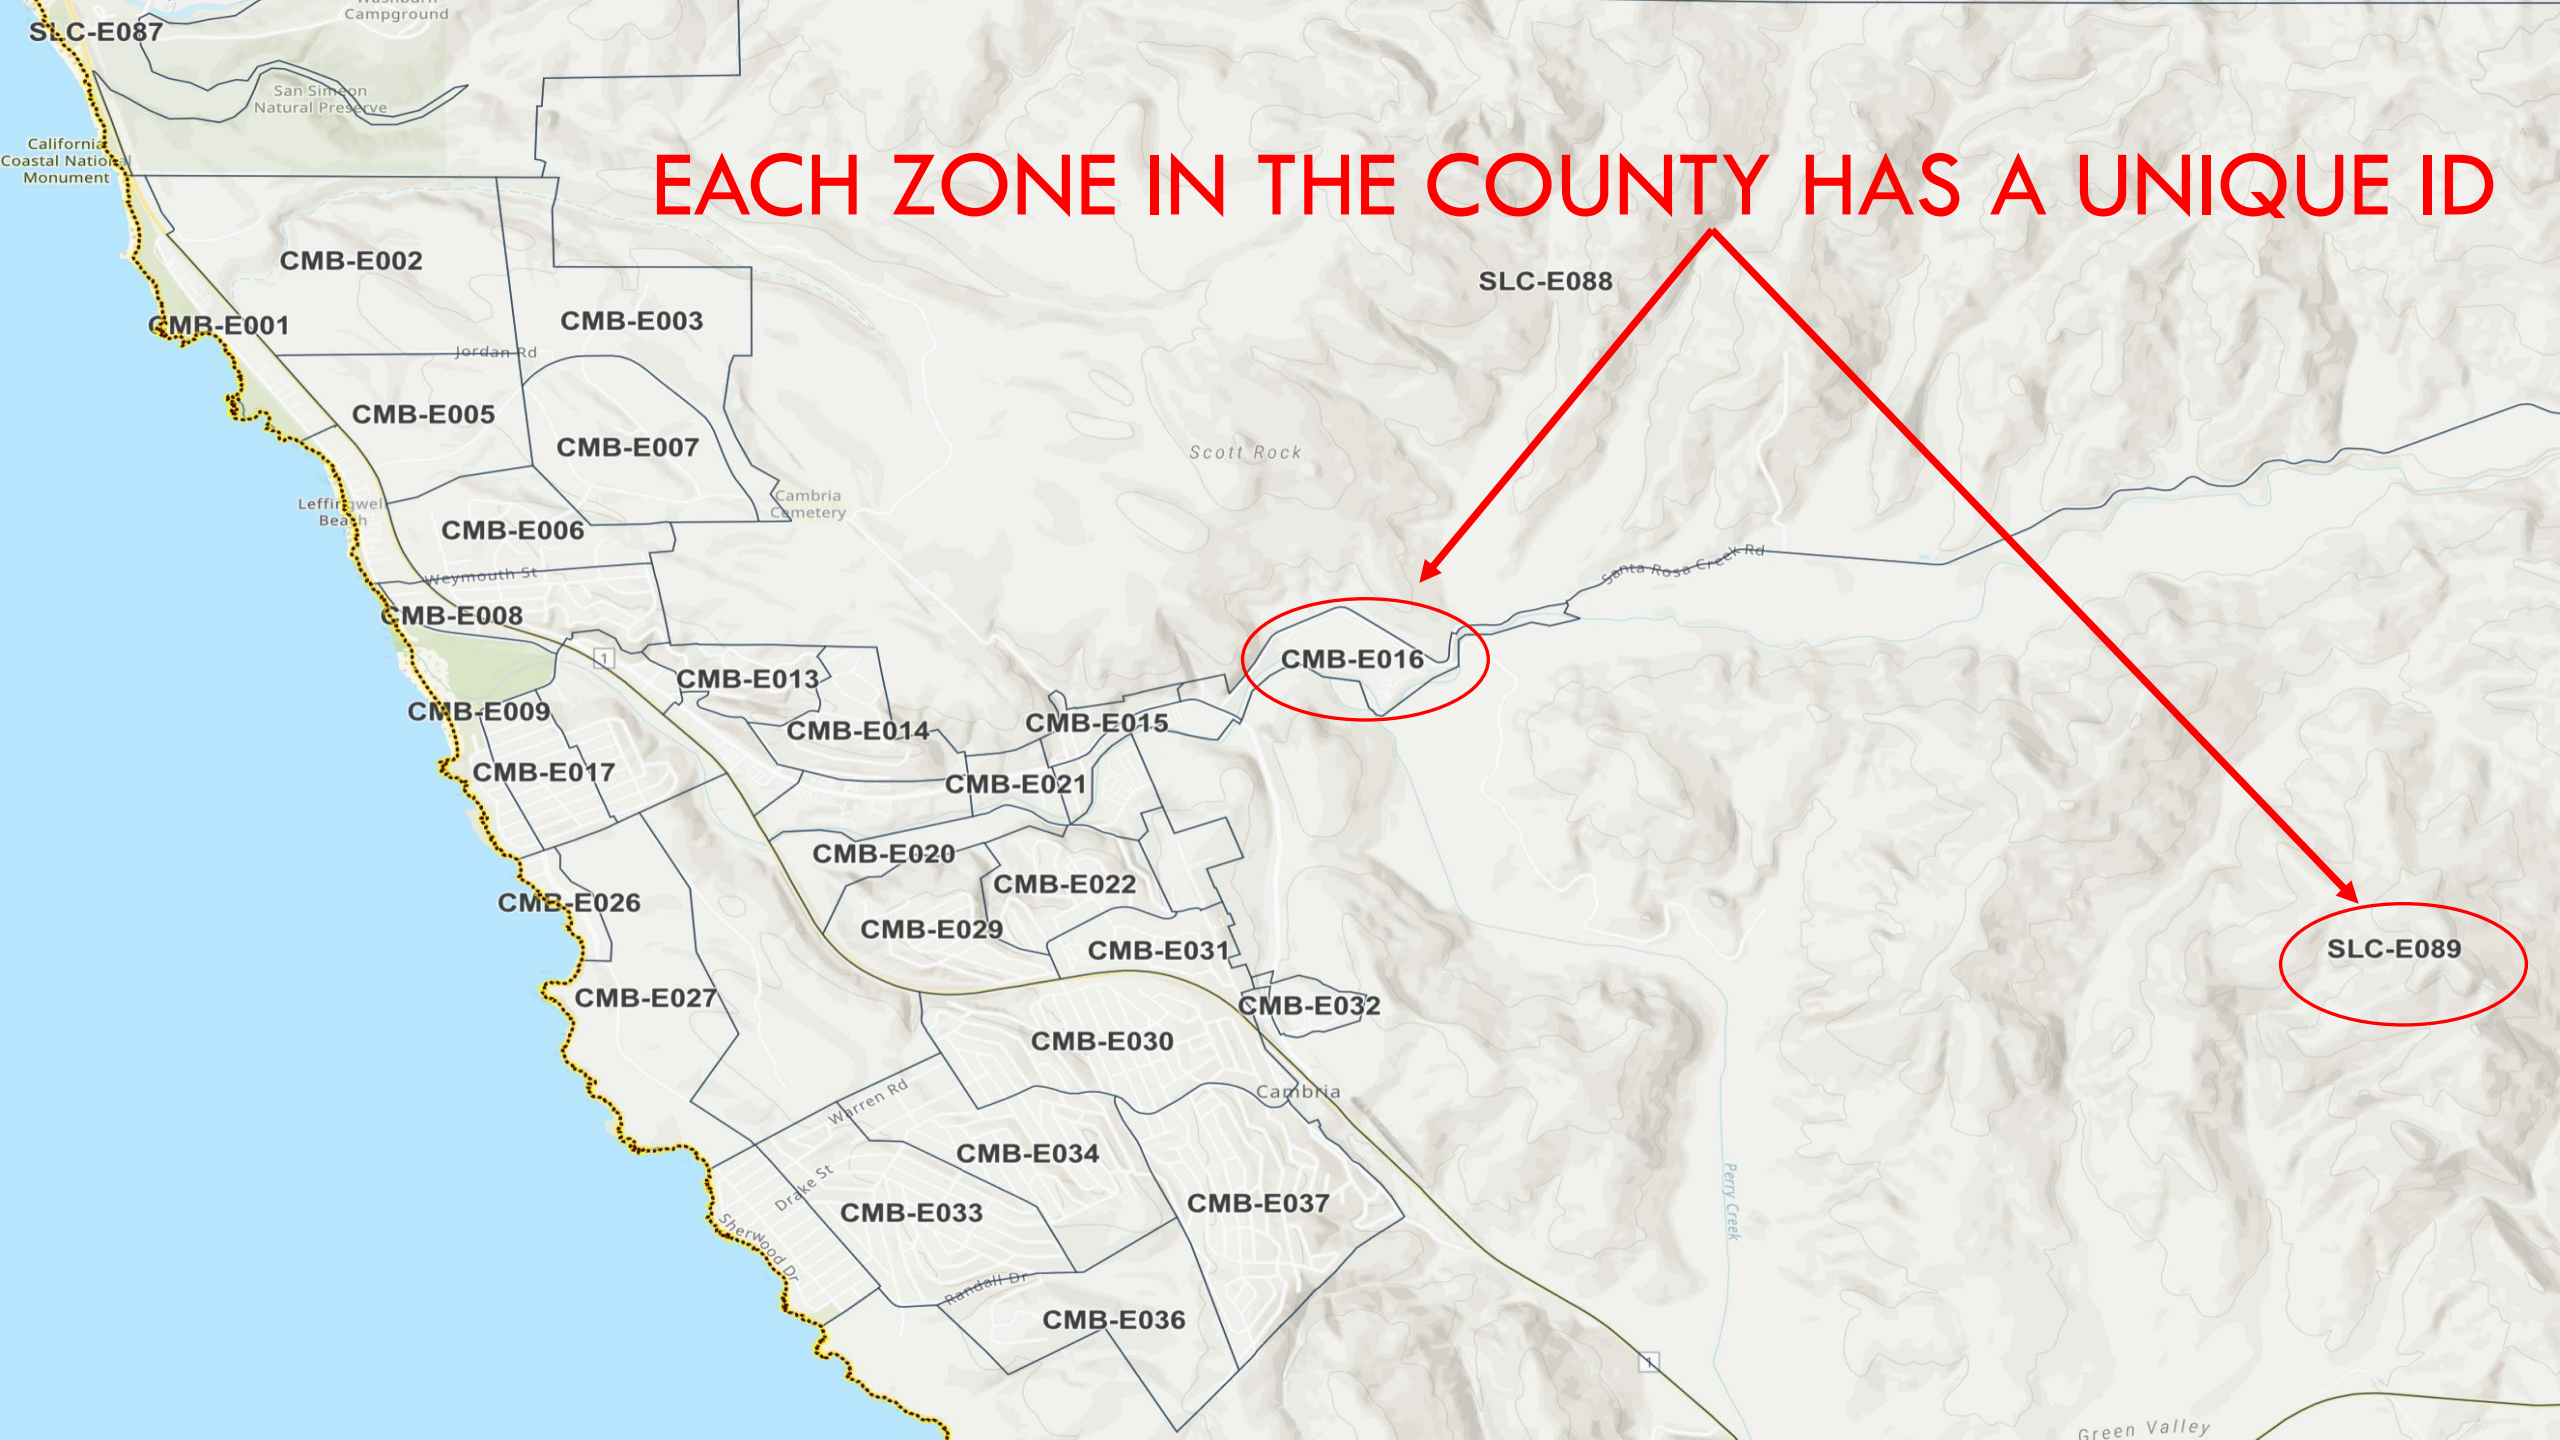 Campground
SLC-E087
San Simeon
Natural Preserve
California
Coastal National
Monument
EACH ZONE IN THE COUNTY HAS A UNIQUE ID
CMB-E002
SLC-E088
CMB-E001
CMB-E003
Jordan Rd
CMB-E005
CMB-E007
Scott Rock
Leffingwell
Beach
Cambria
Cemetery
CMB-E006
Santa Rosa Creek Rd
Weymouth St
CMB-E008
1
CMB-E016
CMB-E013
CMB-E009
CMB-E014
CMB-E015
CMB-E017
CMB-E021
CMB-E020
CMB-E022
CMB-E026
CMB-E029
CMB-E031
SLC-E089
CMB-E027
CMB-E032
CMB-E030
Cambria
Warren Rd
CMB-E034
Drake St
CMB-E037
Perry Creek
CMB-E033
Sherwood Dr
Randall Dr
CMB-E036
1
Green Valley